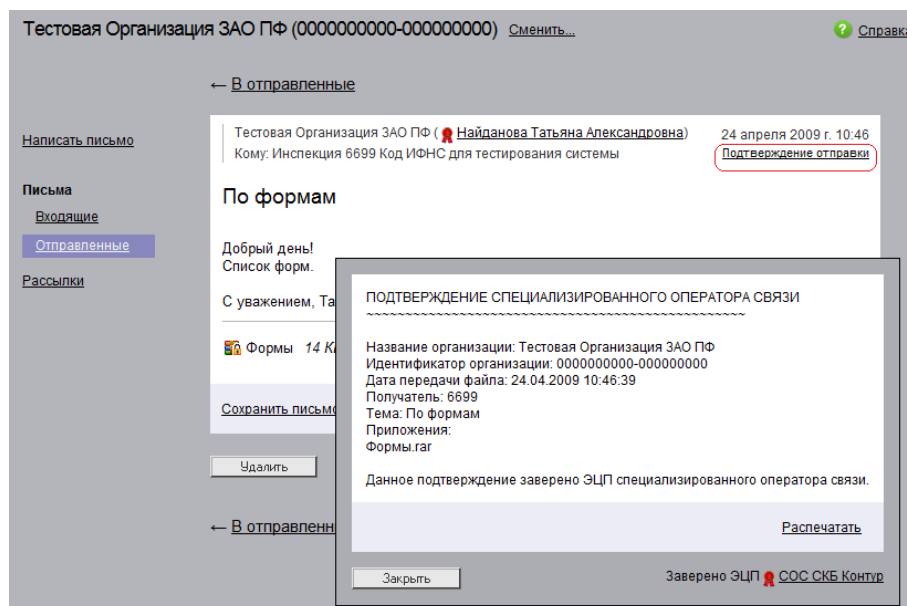 Тестовая Организация ЗАО ПФ (0000000000-000000000) Сменить...
Справка
← В отправленные
Написать письмо
Письма
Входящие
Отправленные
Рассылки
Тестовая Организация ЗАО ПФ ( Найданова Татьяна Александровна)
24 апреля 2009 г. 10:46
Кому: Инспекция 6699 Код ИФНС для тестирования системы
Подтверждение отправки
По формам
Добрый день!
Список форм.
С уважением, Та
Формы 14 К
Сохранить письмо
Удалить
← В отправленн
ПОДТВЕРЖДЕНИЕ СПЕЦИАЛИЗИРОВАННОГО ОПЕРАТОРА СВЯЗИ
~~~~~~~~~~~~~~~~~~~~~~~~~~~~~~~~~~~~~~~~~~~~~~~~~~~~~~
Название организации: Тестовая Организация ЗАО ПФ
Идентификатор организации: 0000000000-000000000
Дата передачи файла: 24.04.2009 10:46:39
Получатель: 6699
Тема: По формам
Приложения:
Формы.rar
Данное подтверждение заверено ЭЦП специализированного оператора связи.
Распечатать
Закрыть
Заверено ЭЦП СОС СКБ Контур